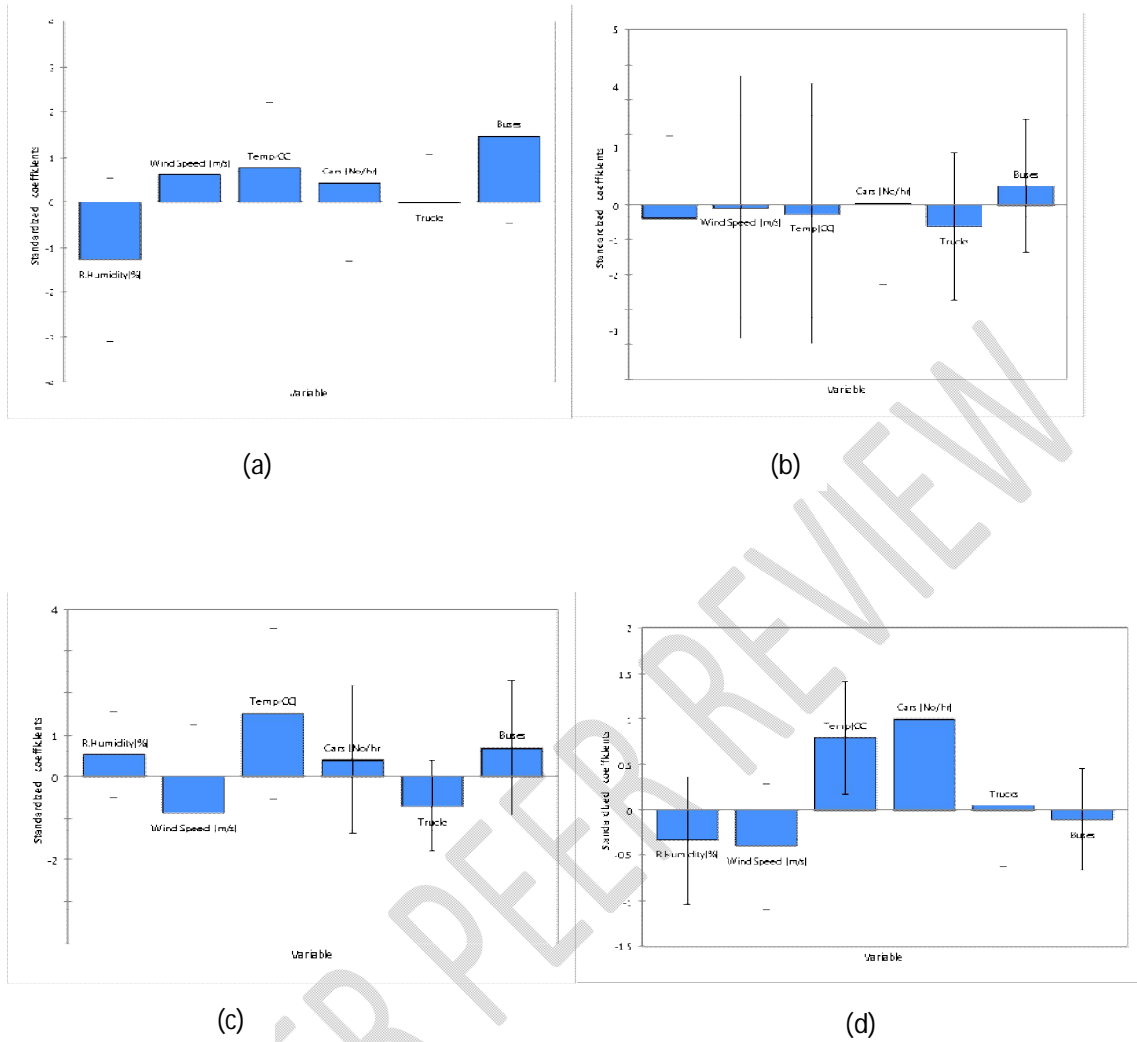 4
3
2
1
0
-1
-2
-3
-4
Standardized coefficients
R.Humidity(%)
Wind Speed (m/s)
Cars (No/hr)
Trucks
Buses
Variable
(a)
5
4
2
1
0
-1
-2
-3
Standardized coefficients
Wind Speed (m/s)
Cars (No/hr)
Trucks
Buses
Variable
(b)
4
1
0
-2
Standardized coefficients
R.Humidity(%)
Wind Speed (m/s)
Cars (No/hr
Trucks
Buses
Variable
(c)
2
1.5
1
0.5
0
-0.5
-1
-1.5
Standardized coefficients
R.Humidity(%)
Wind Speed (m/s)
Cars (No/hr)
Trucks
Buses
Variable
(d)
ER PEER REVIEW